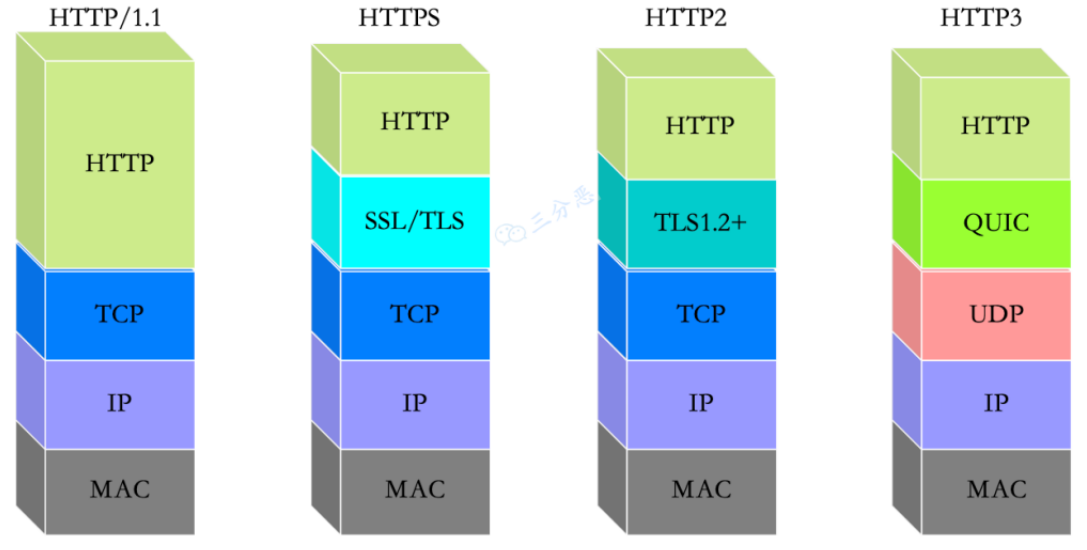 HTTP/1.1
HTTP
TCP
IP
MAC
HTTPS
HTTP
SSL/TLS
TCP
IP
MAC
三分恶
HTTP2
HTTP
TLS1.2+
TCP
IP
MAC
HTTP3
HTTP
QUIC
UDP
IP
MAC